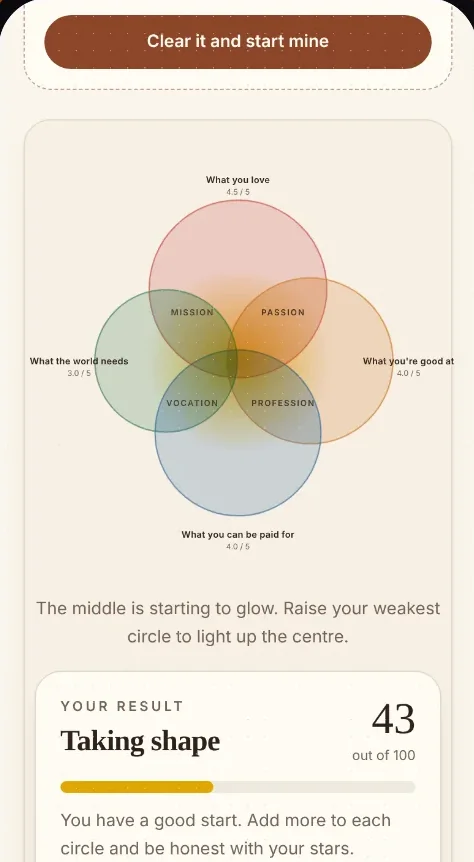 Clear it and start mine
What you love
4.5 / 5
MISSION
PASSION
What the world needs
3.0 / 5
What you're good at
4.0 / 5
VOCATION
PROFESSION
What you can be paid for
4.0 / 5
The middle is starting to glow. Raise your weakest
circle to light up the centre.
YOUR RESULT
Taking shape
43
out of 100
You have a good start. Add more to each
circle and be honest with your stars.